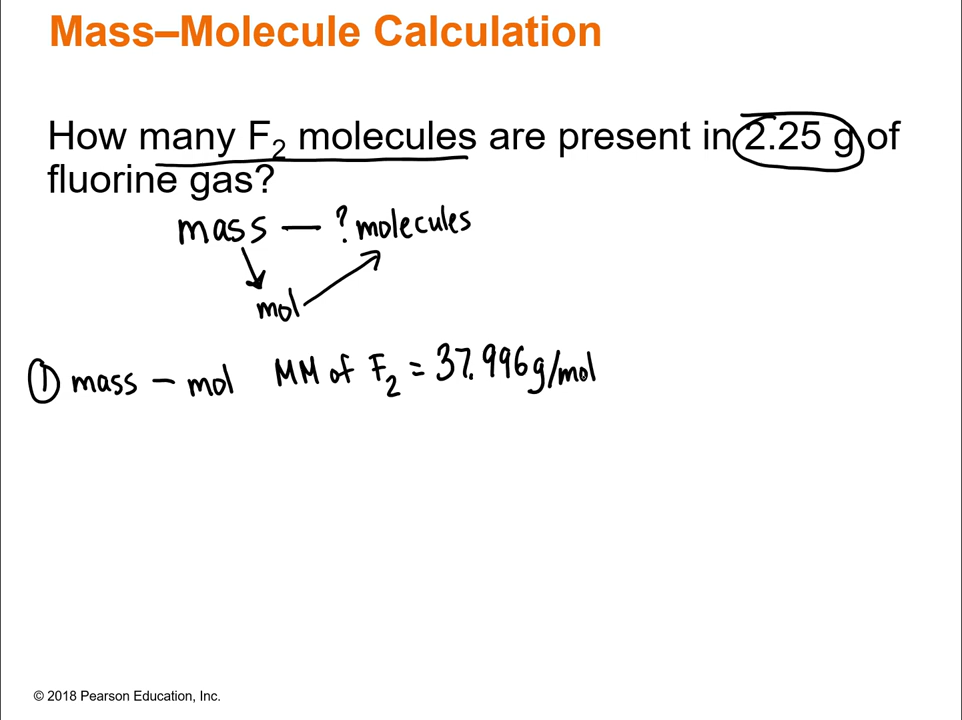 Mass–Molecule Calculation
How many F₂ molecules are present in 2.25 g of
fluorine gas?
mass — ? molecules
mol
① mass – mol MM of F₂ = 37.996 g/mol
© 2018 Pearson Education, Inc.